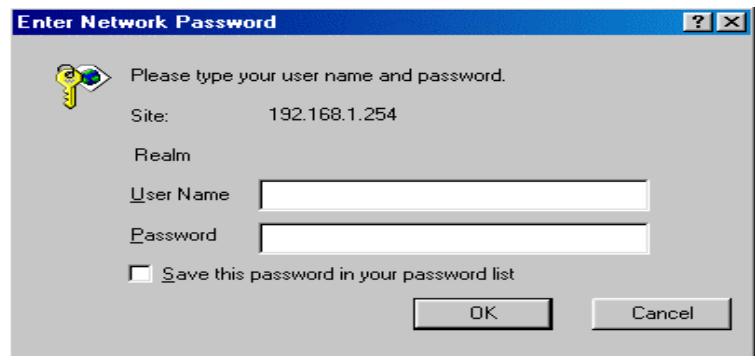 Enter Network Password
Please type your user name and password.
Site: 192.168.1.254
Realm
User Name
Password
Save this password in your password list
OK Cancel